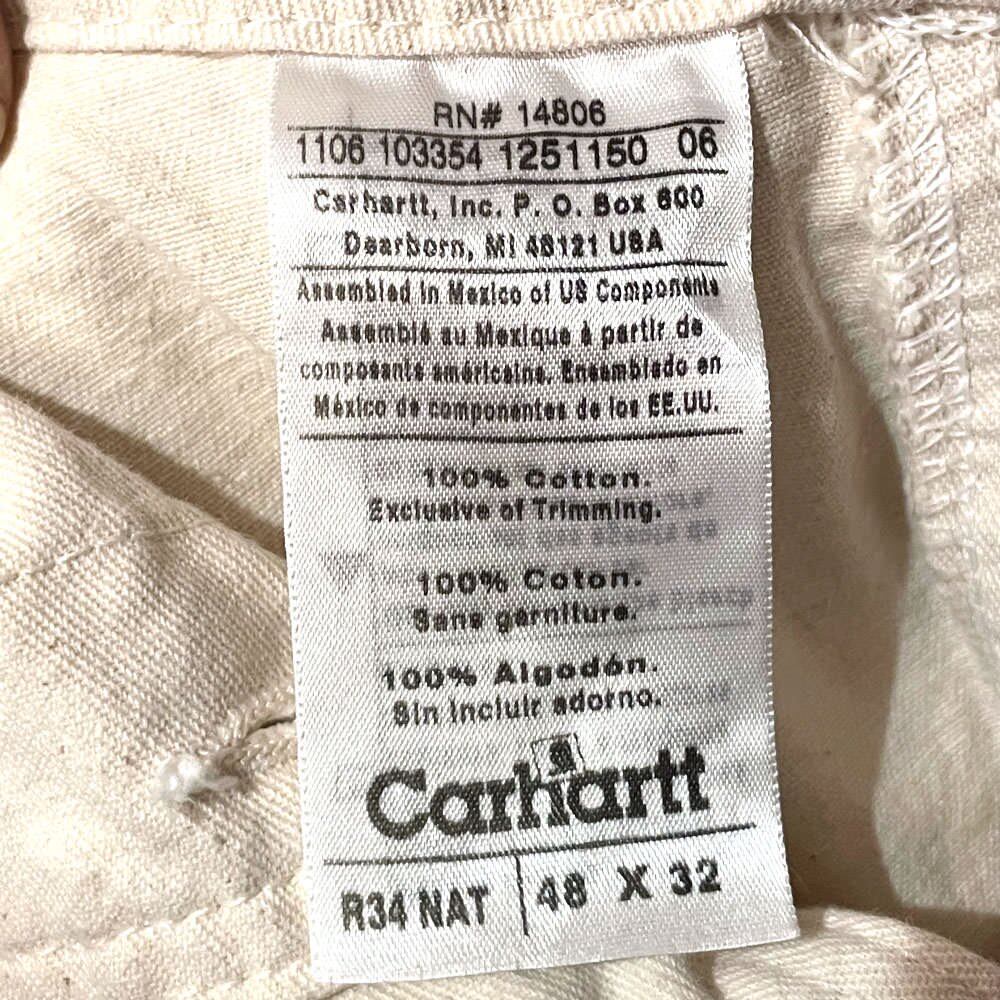 RN# 14806
1106 103354 1251150 06
Carhartt, Inc. P. O. Box 600
Dearborn, MI 48121 USA
Assembled in Mexico of US Components
Assemblé au Mexique à partir de
composants américains. Ensamblado en
México de componentes de los EE.UU.
100% Cotton.
Exclusive of Trimming.
100% Coton.
Sans garniture.
100% Algodón.
Sin incluir adorno.
Carhartt
R34 NAT 48 X 32